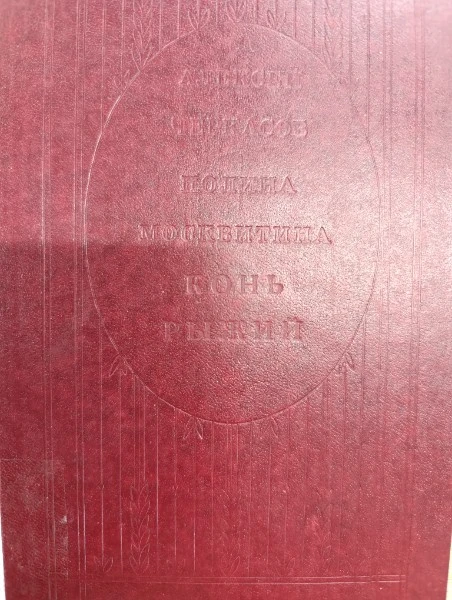 АЛЕКСЕЙ
ЧЕРКАСОВ
ПОЛИНА
МОСКВИТИНА
КОНЬ
РЫЖИЙ